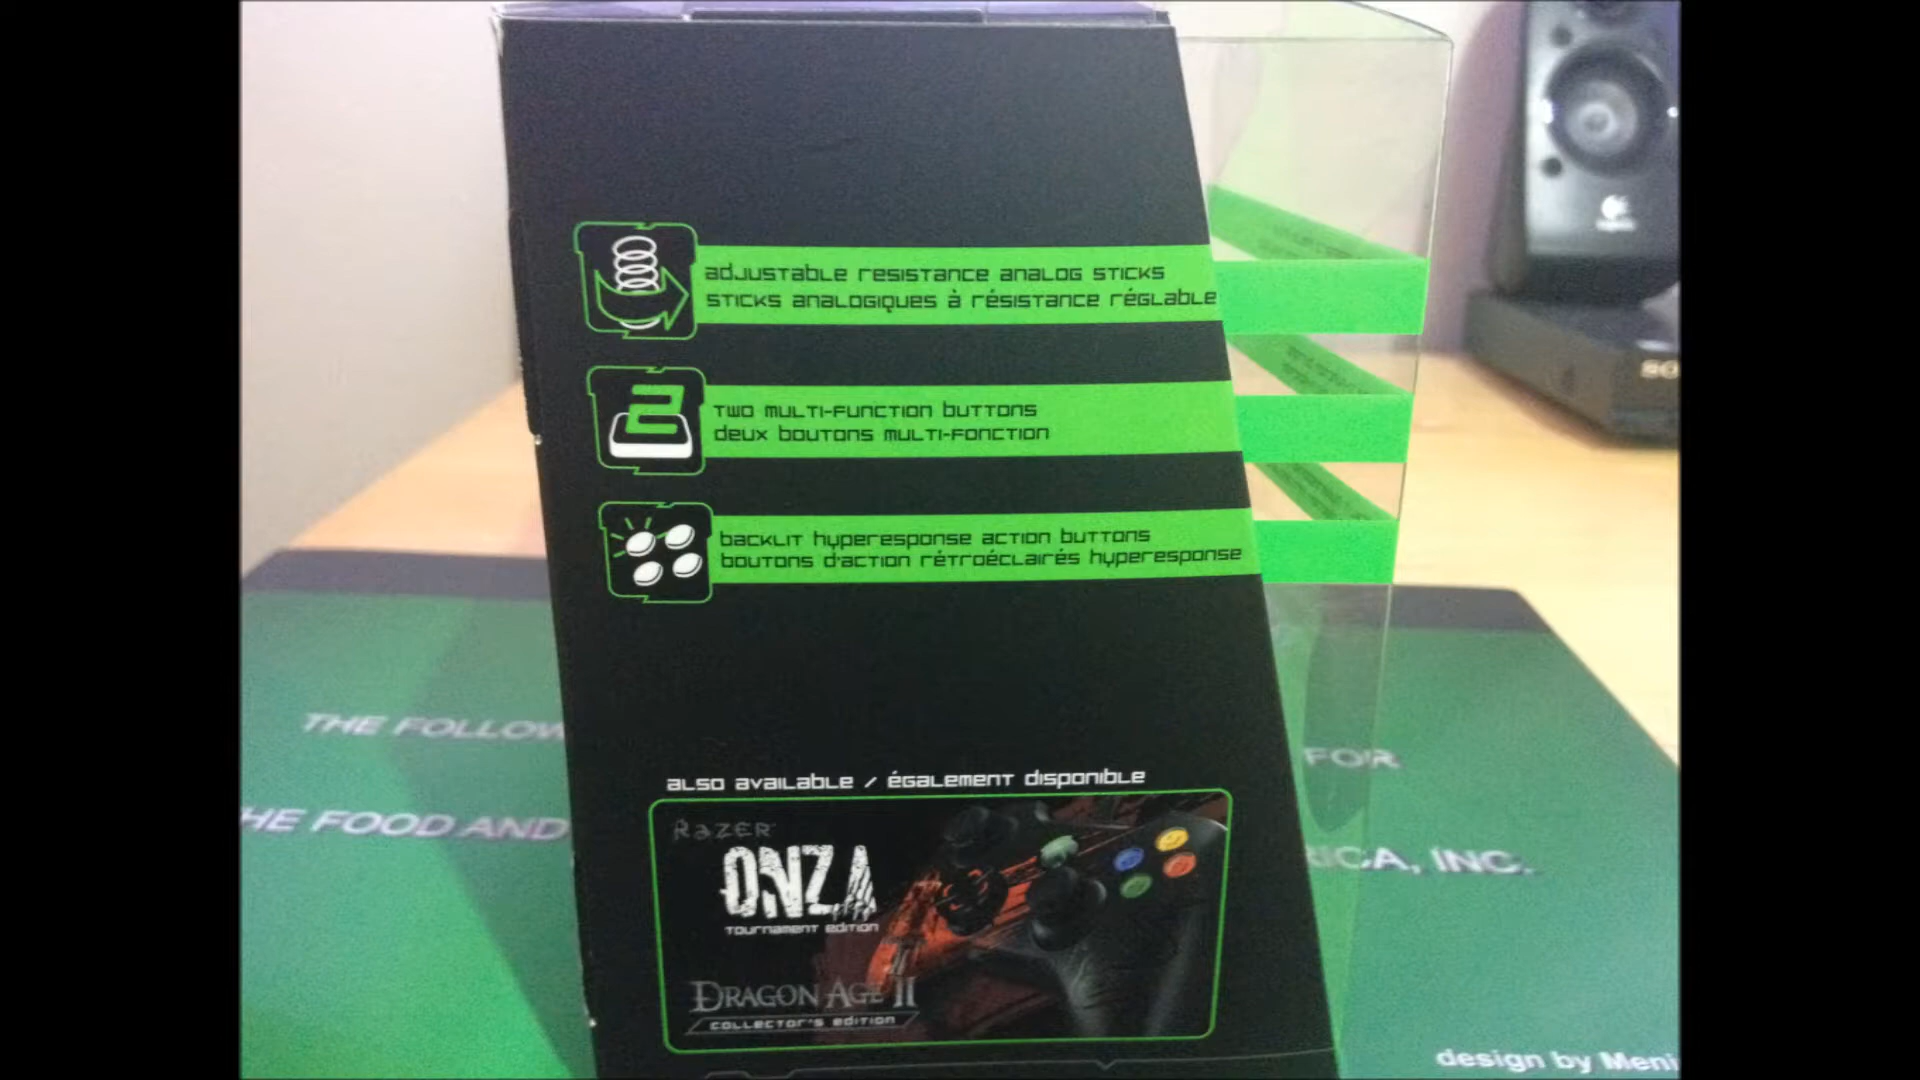 adjustable resistance analog sticks
sticks analogiques à résistance réglable
2
two multi-function buttons
deux boutons multi-fonction
backlit hyperesponse action buttons
boutons d'action rétroéclairés hyperesponse
THE FOLLOW
FOR
HE FOOD AND
RICA, INC.
also available / également disponible
RAZER
ONZA
tournament edition
DRAGON AGE II
COLLECTOR'S EDITION
design by Meni